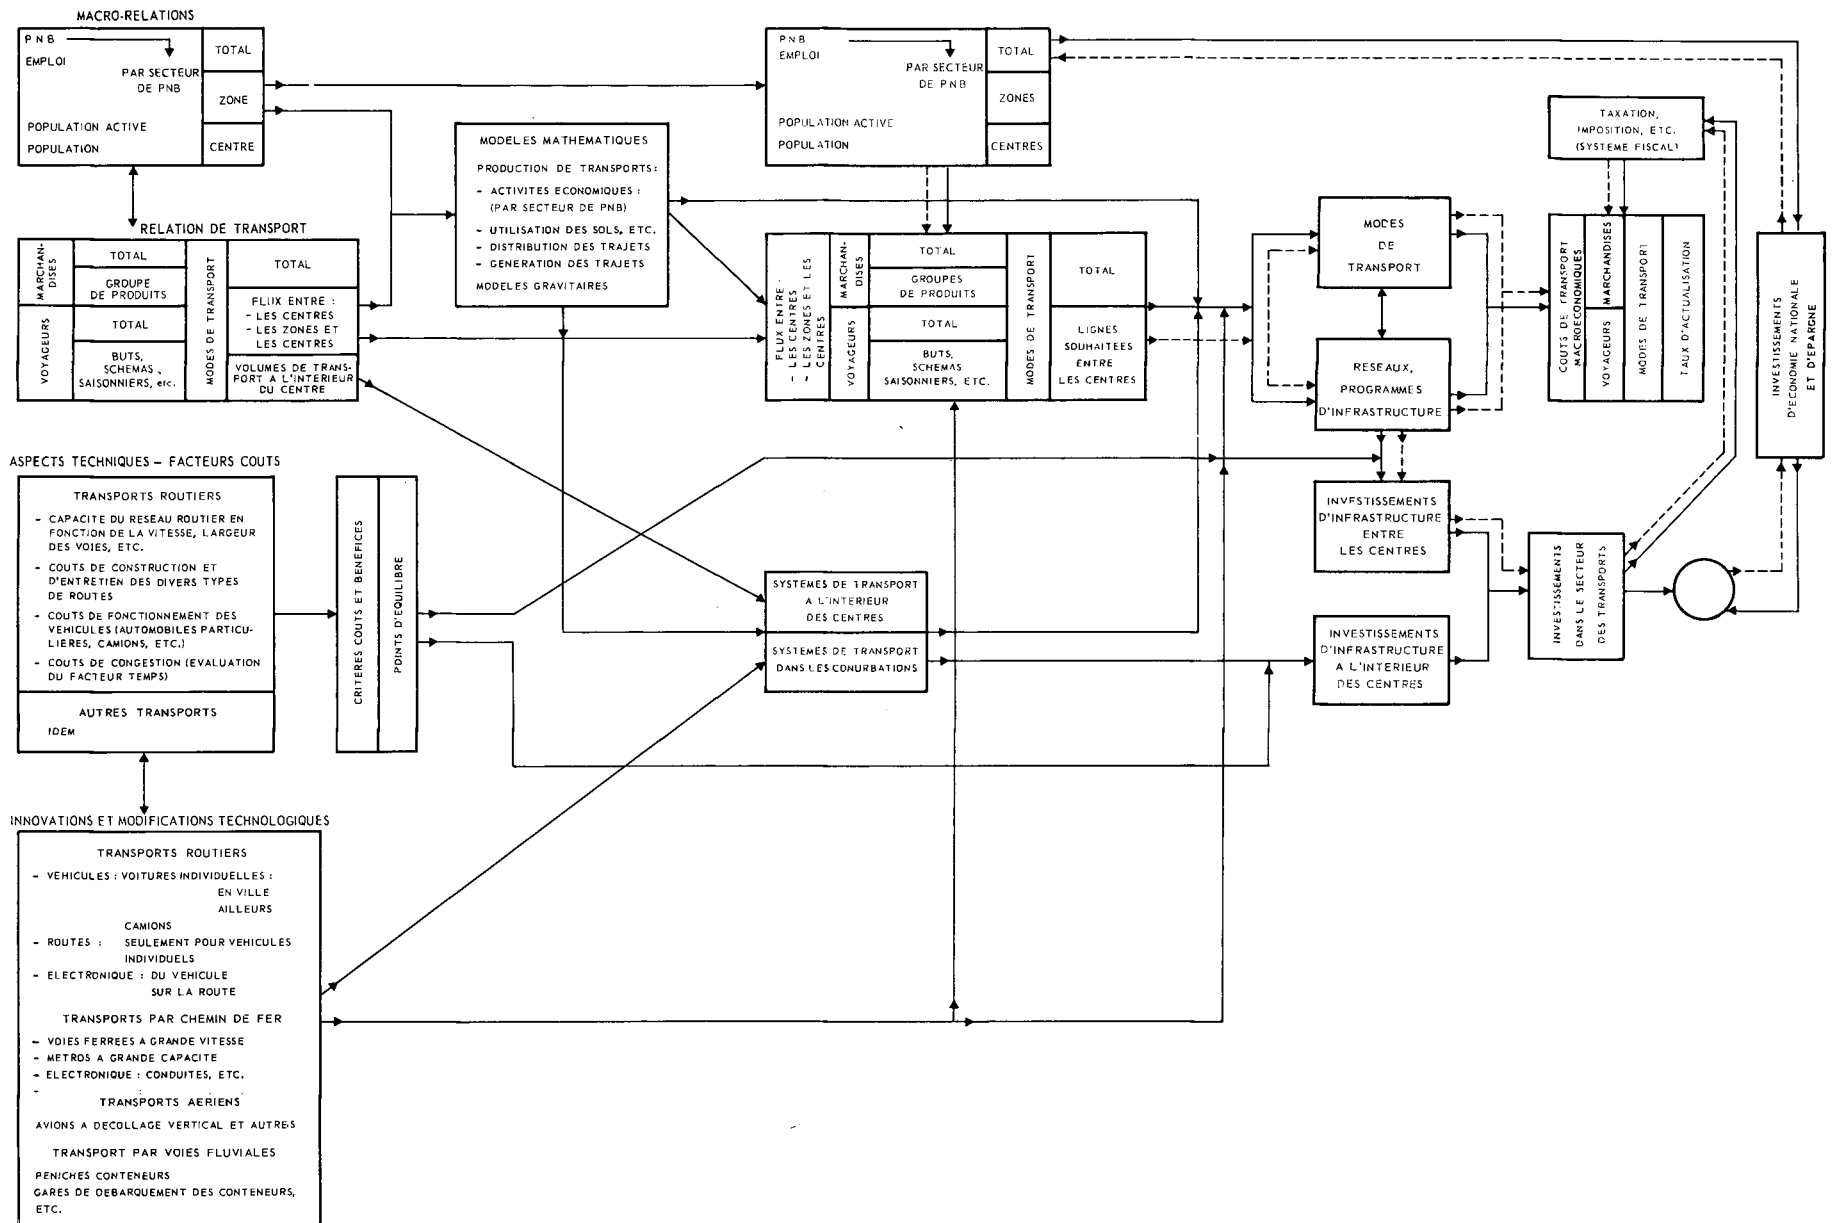 MACRO-RELATIONS
PNB
EMPLOI
PAR SECTEUR
DE PNB
POPULATION ACTIVE
POPULATION
TOTAL
ZONE
CENTRE
RELATION DE TRANSPORT
MARCHAN-
DISES
VOYAGEURS
TOTAL
GROUPE
DE PRODUITS
TOTAL
BUTS,
SCHEMAS,
SAISONNIERS, etc.
MODES DE TRANSPORT
TOTAL
FLUX ENTRE :
- LES CENTRES
- LES ZONES ET
LES CENTRES
VOLUMES DE TRANS-
PORT A L'INTERIEUR
DU CENTRE
ASPECTS TECHNIQUES - FACTEURS COUTS
TRANSPORTS ROUTIERS
- CAPACITE DU RESEAU ROUTIER EN
FONCTION DE LA VITESSE, LARGEUR
DES VOIES, ETC.
- COUTS DE CONSTRUCTION ET
D'ENTRETIEN DES DIVERS TYPES
DE ROUTES
- COUTS DE FONCTIONNEMENT DES
VEHICULES (AUTOMOBILES PARTICU-
LIÈRES, CAMIONS, ETC.)
- COUTS DE CONGESTION (EVALUATION
DU FACTEUR TEMPS)
AUTRES TRANSPORTS
IDEM
CRITERES COUTS ET BENEFICES
POINTS D'EQUILIBRE
INNOVATIONS ET MODIFICATIONS TECHNOLOGIQUES
TRANSPORTS ROUTIERS
- VEHICULES : VOITURES INDIVIDUELLES :
EN VILLE
AILLEURS
CAMIONS
- ROUTES : SEULEMENT POUR VEHICULES
INDIVIDUELS
- ELECTRONIQUE : DU VEHICULE
SUR LA ROUTE
TRANSPORTS PAR CHEMIN DE FER
- VOIES FERREES A GRANDE VITESSE
- METROS A GRANDE CAPACITE
- ELECTRONIQUE : CONDUITES, ETC.
-
TRANSPORTS AERIENS
AVIONS A DECOLLAGE VERTICAL ET AUTRES
TRANSPORT PAR VOIES FLUVIALES
PENICHES CONTENEURS
GARES DE DEBARQUEMENT DES CONTENEURS,
ETC.
MODELES MATHEMATIQUES
PRODUCTION DE TRANSPORTS:
- ACTIVITES ECONOMIQUES :
(PAR SECTEUR DE PNB)
- UTILISATION DES SOLS, ETC.
- DISTRIBUTION DES TRAJETS
- GENERATION DES TRAJETS
MODELES GRAVITAIRES
PNB
EMPLOI
PAR SECTEUR
DE PNB
POPULATION ACTIVE
POPULATION
TOTAL
ZONES
CENTRES
FLUX ENTRE -
- LES CENTRES
- LES ZONES ET LES
CENTRES
MARCHAN-
DISES
VOYAGEURS
TOTAL
GROUPES
DE PRODUITS
TOTAL
BUTS,
SCHEMAS
SAISONNIERS, ETC.
MODES DE TRANSPORT
TOTAL
LIGNES
SOUHAITEES
ENTRE
LES CENTRES
SYSTEMES DE TRANSPORT
A L'INTERIEUR
DES CENTRES
SYSTEMES DE TRANSPORT
DANS LES CONURBATIONS
MODES
DE
TRANSPORT
RESEAUX,
PROGRAMMES
D'INFRASTRUCTURE
INVESTISSEMENTS
D'INFRASTRUCTURE
ENTRE
LES CENTRES
INVESTISSEMENTS
D'INFRASTRUCTURE
A L'INTERIEUR
DES CENTRES
INVESTISSEMENTS
DANS LE SECTEUR
DES TRANSPORTS
TAXATION,
IMPOSITION, ETC.
(SYSTEME FISCAL)
COUTS DE TRANSPORT
MACROECONOMIQUES
MARCHANDISES
VOYAGEURS
MODES DE TRANSPORT
TAUX D'ACTUALISATION
INVESTISSEMENTS
D'ECONOMIE NATIONALE
ET D'EPARGNE